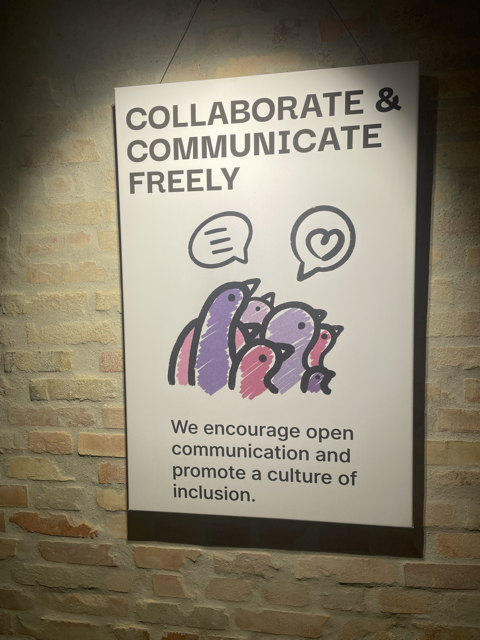 COLLABORATE &
COMMUNICATE
FREELY
We encourage open
communication and
promote a culture of
inclusion.